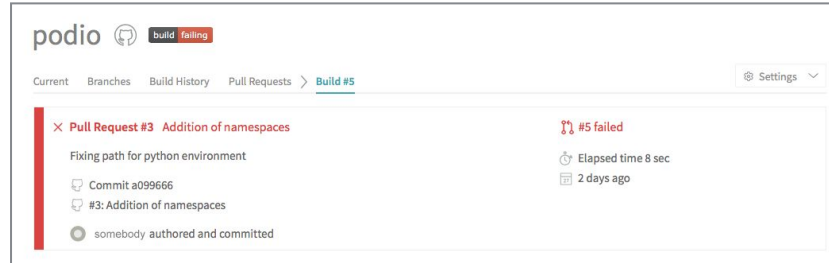 podio build failing
Current Branches Build History Pull Requests > Build #5 Settings
× Pull Request #3 Addition of namespaces #5 failed
Fixing path for python environment Elapsed time 8 sec
Commit a099666 2 days ago
#3: Addition of namespaces
somebody authored and committed